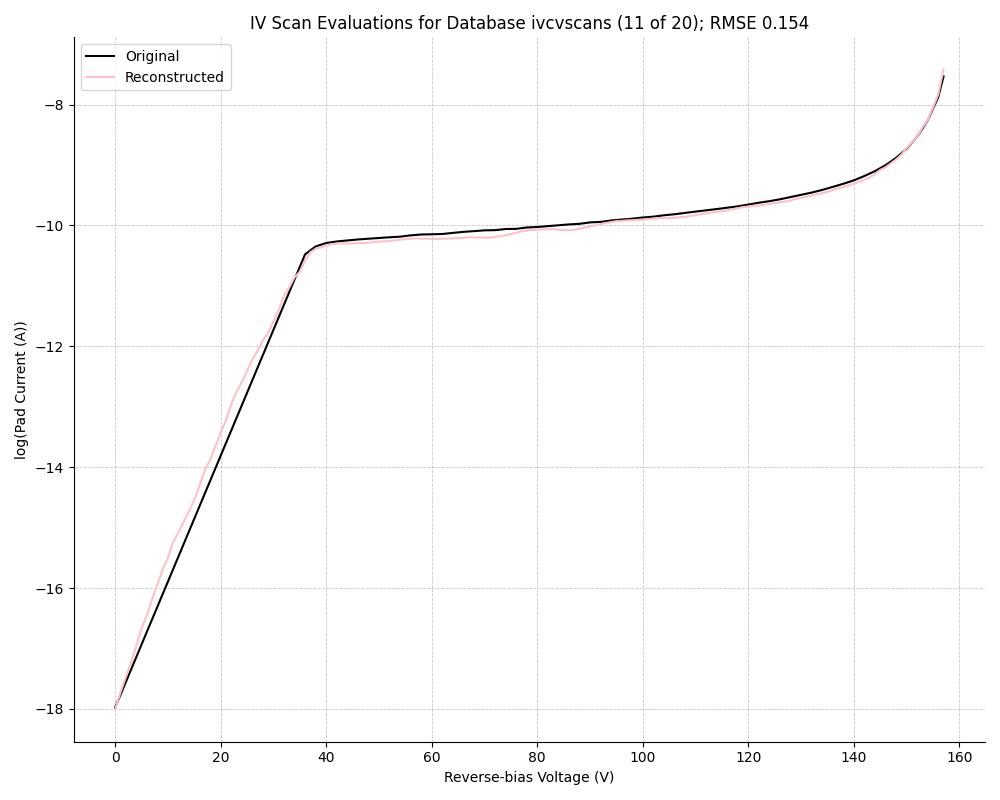 IV Scan Evaluations for Database ivcvscans (11 of 20); RMSE 0.154
Original
Reconstructed
log(Pad Current (A))
−8
−10
−12
−14
−16
−18
0 20 40 60 80 100 120 140 160
Reverse-bias Voltage (V)